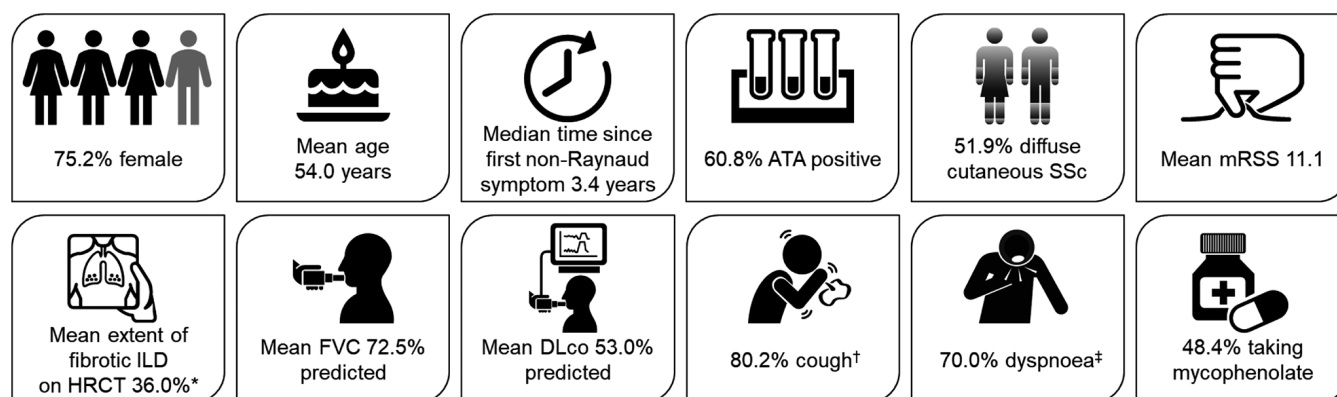 75.2% female
Mean age
54.0 years
Median time since
first non-Raynaud
symptom 3.4 years
60.8% ATA positive
51.9% diffuse
cutaneous SSc
Mean mRSS 11.1
Mean extent of
fibrotic ILD
on HRCT 36.0%*
Mean FVC 72.5%
predicted
Mean DLco 53.0%
predicted
80.2% cough†
70.0% dyspnoea‡
48.4% taking
mycophenolate